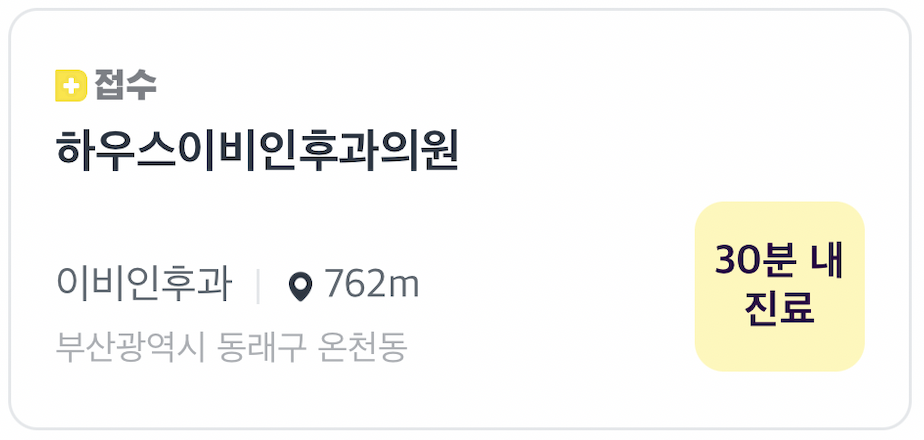 접수
하우스이비인후과의원
이비인후과 | 762m
부산광역시 동래구 온천동
30분 내
진료